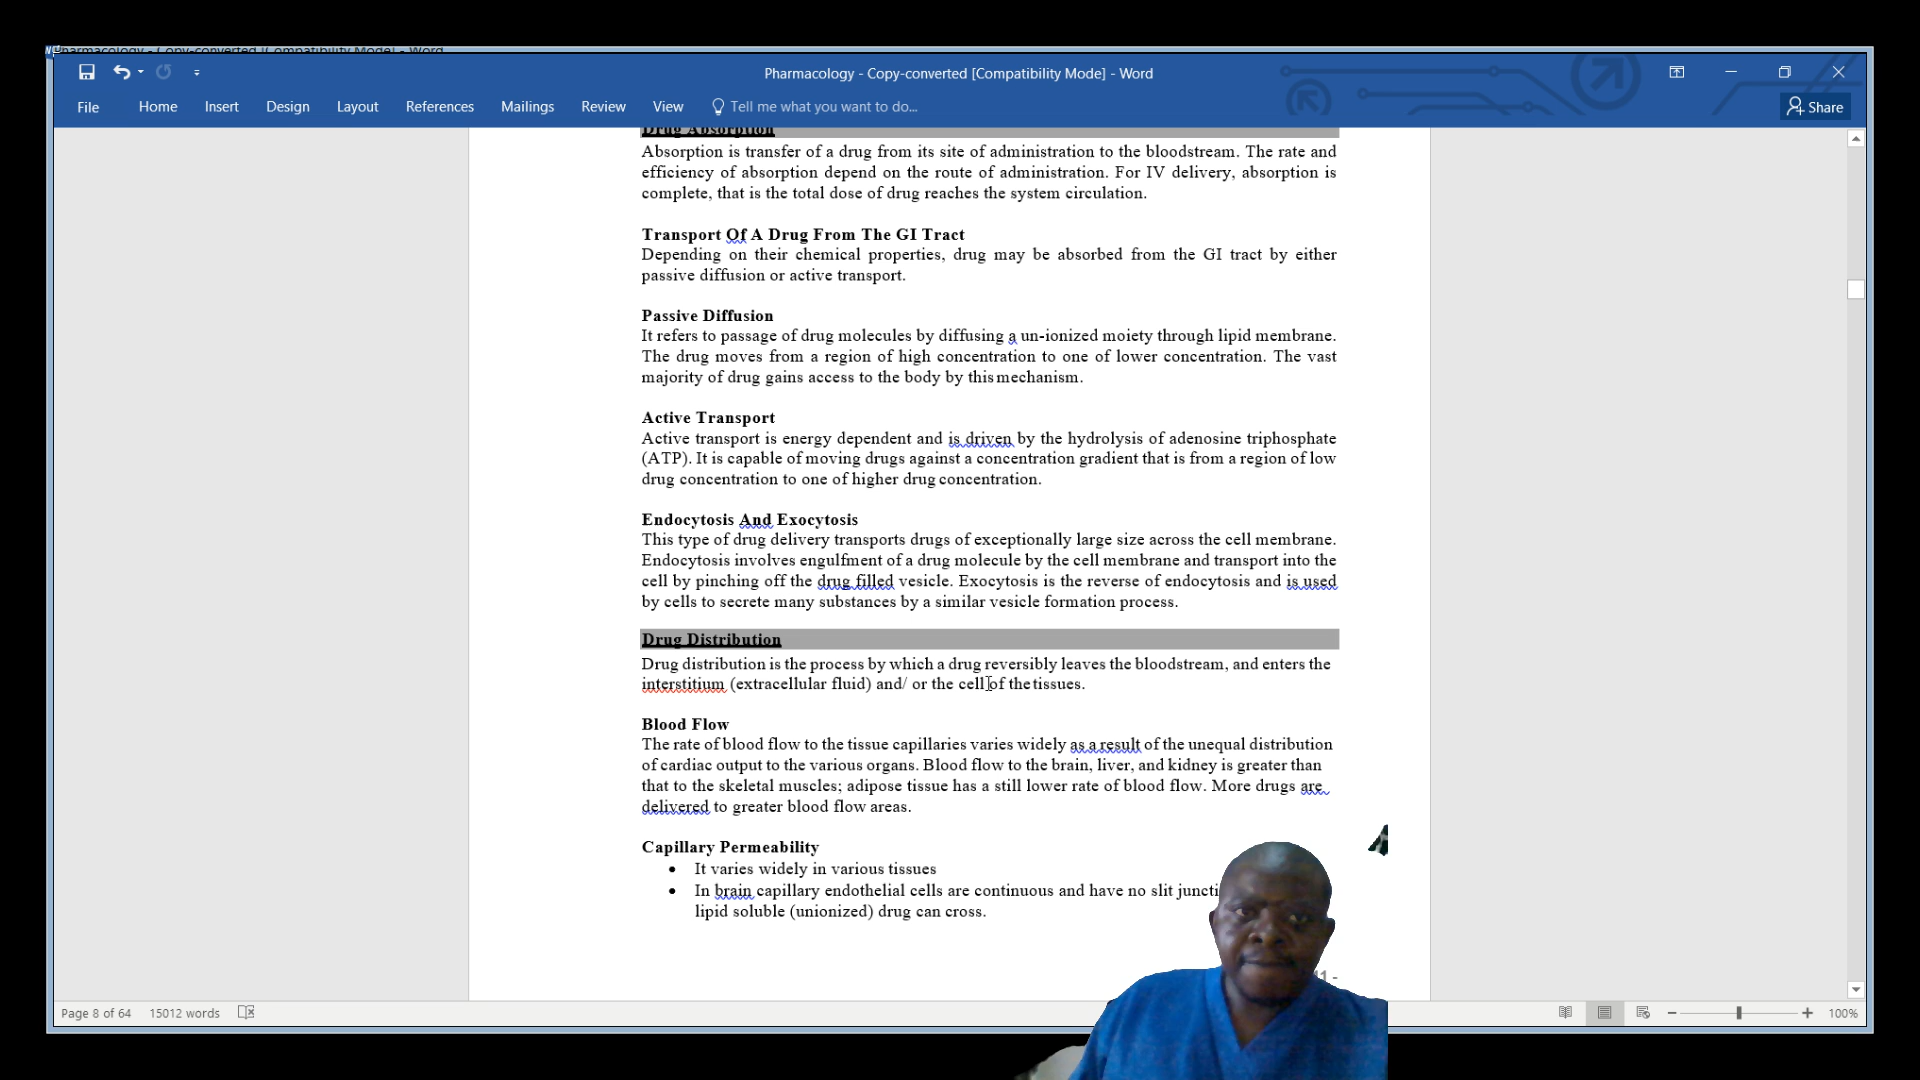 Pharmacology - Copy-converted [Compatibility Mode] - Word
Pharmacology - Copy-converted [Compatibility Mode] - Word
File Home Insert Design Layout References Mailings Review View Tell me what you want to do... Share
Drug Absorption
Absorption is transfer of a drug from its site of administration to the bloodstream. The rate and
efficiency of absorption depend on the route of administration. For IV delivery, absorption is
complete, that is the total dose of drug reaches the system circulation.
Transport Of A Drug From The GI Tract
Depending on their chemical properties, drug may be absorbed from the GI tract by either
passive diffusion or active transport.
Passive Diffusion
It refers to passage of drug molecules by diffusing a un-ionized moiety through lipid membrane.
The drug moves from a region of high concentration to one of lower concentration. The vast
majority of drug gains access to the body by this mechanism.
Active Transport
Active transport is energy dependent and is driven by the hydrolysis of adenosine triphosphate
(ATP). It is capable of moving drugs against a concentration gradient that is from a region of low
drug concentration to one of higher drug concentration.
Endocytosis And Exocytosis
This type of drug delivery transports drugs of exceptionally large size across the cell membrane.
Endocytosis involves engulfment of a drug molecule by the cell membrane and transport into the
cell by pinching off the drug filled vesicle. Exocytosis is the reverse of endocytosis and is used
by cells to secrete many substances by a similar vesicle formation process.
Drug Distribution
Drug distribution is the process by which a drug reversibly leaves the bloodstream, and enters the
interstitium (extracellular fluid) and/ or the cell of the tissues.
Blood Flow
The rate of blood flow to the tissue capillaries varies widely as a result of the unequal distribution
of cardiac output to the various organs. Blood flow to the brain, liver, and kidney is greater than
that to the skeletal muscles; adipose tissue has a still lower rate of blood flow. More drugs are
delivered to greater blood flow areas.
Capillary Permeability
• It varies widely in various tissues
• In brain capillary endothelial cells are continuous and have no slit
lipid soluble (unionized) drug can cross.
Page 8 of 64 15012 words 100%